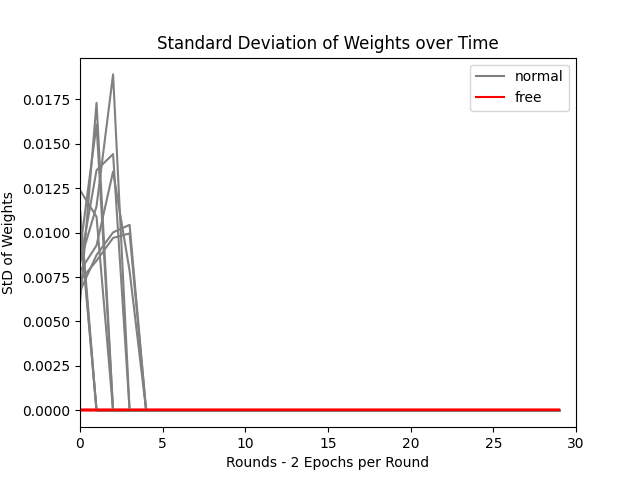 Standard Deviation of Weights over Time
normal
free
StD of Weights
0.0175
0.0150
0.0125
0.0100
0.0075
0.0050
0.0025
0.0000
0 5 10 15 20 25 30
Rounds - 2 Epochs per Round